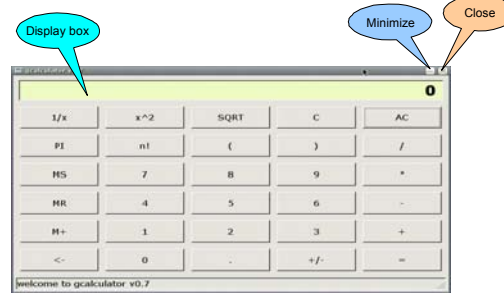 Display box
Minimize
Close
gcalculator
0
1/x x^2 SQRT C AC
PI n! ( ) /
MS 7 8 9 *
MR 4 5 6 -
M+ 1 2 3 +
<- 0 . +/- =
welcome to gcalculator v0.7